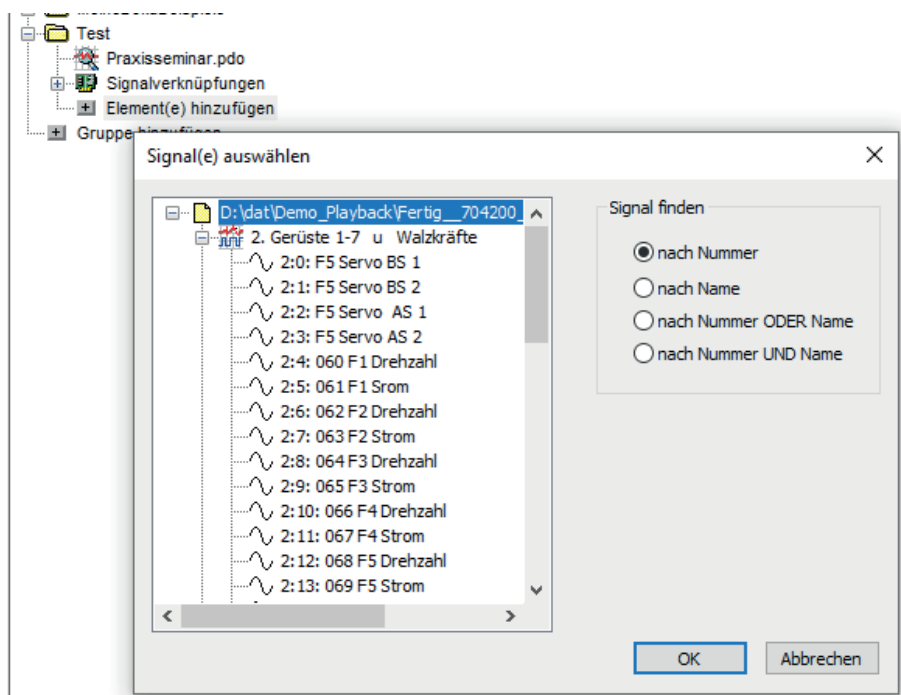 Test
Praxisseminar.pdo
Signalverknüpfungen
Element(e) hinzufügen
Gruppe hinzufügen
Signal(e) auswählen
D:\dat\Demo_Playback\Fertig__704200_
2. Gerüste 1-7 u Walzkräfte
2:0: F5 Servo BS 1
2:1: F5 Servo BS 2
2:2: F5 Servo AS 1
2:3: F5 Servo AS 2
2:4: 060 F1 Drehzahl
2:5: 061 F1 Srom
2:6: 062 F2 Drehzahl
2:7: 063 F2 Strom
2:8: 064 F3 Drehzahl
2:9: 065 F3 Strom
2:10: 066 F4 Drehzahl
2:11: 067 F4 Strom
2:12: 068 F5 Drehzahl
2:13: 069 F5 Strom
Signal finden
nach Nummer
nach Name
nach Nummer ODER Name
nach Nummer UND Name
OK
Abbrechen